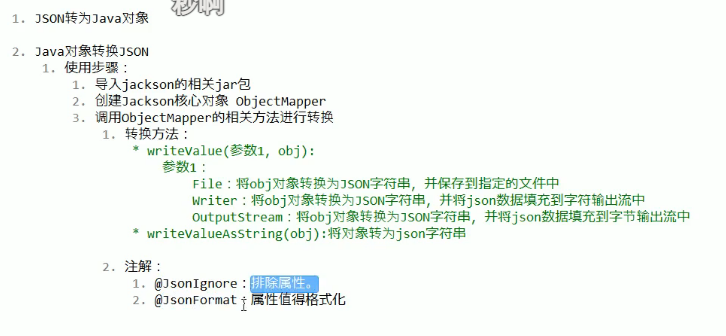 秒啊
1. JSON转为Java对象
2. Java对象转换JSON
1. 使用步骤：
1. 导入jackson的相关jar包
2. 创建Jackson核心对象 ObjectMapper
3. 调用ObjectMapper的相关方法进行转换
1. 转换方法：
* writeValue(参数1, obj):
参数1：
File：将obj对象转换为JSON字符串，并保存到指定的文件中
Writer：将obj对象转换为JSON字符串，并将json数据填充到字符输出流中
OutputStream：将obj对象转换为JSON字符串，并将json数据填充到字节输出流中
* writeValueAsString(obj):将对象转为json字符串
2. 注解：
1. @JsonIgnore：排除属性。
2. @JsonFormat：属性值得格式化